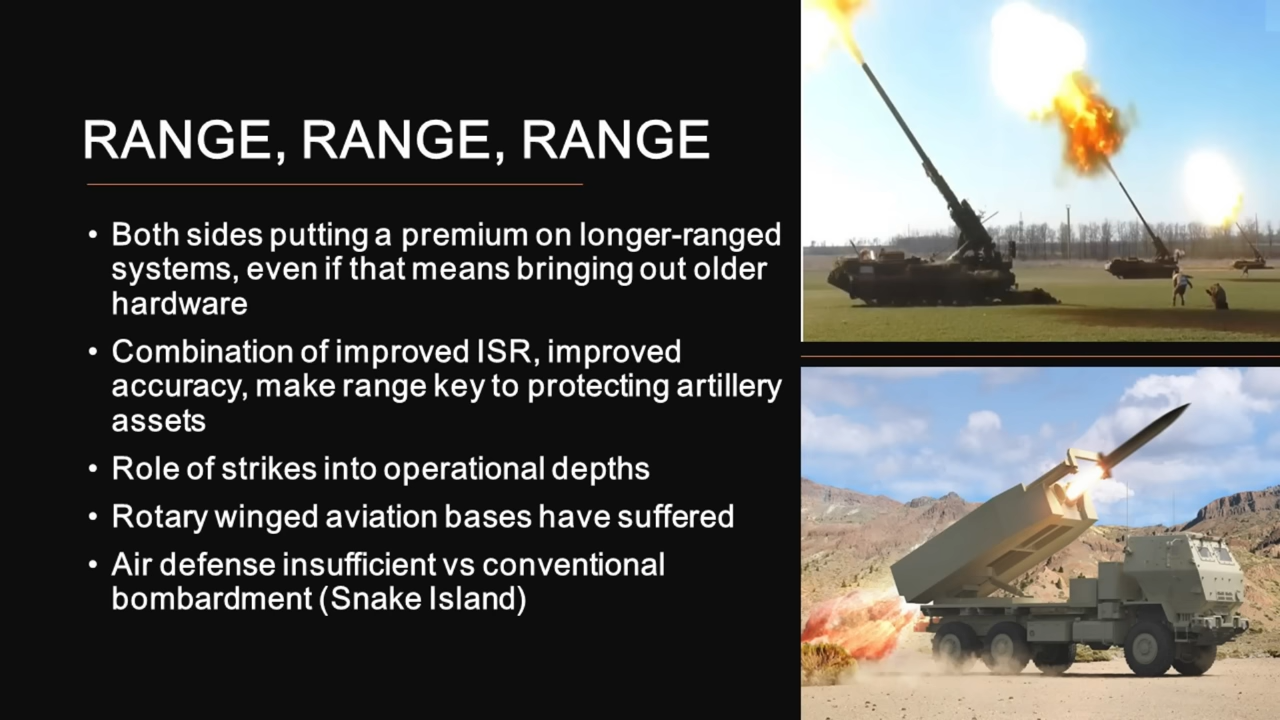 RANGE, RANGE, RANGE
• Both sides putting a premium on longer-ranged
systems, even if that means bringing out older
hardware
• Combination of improved ISR, improved
accuracy, make range key to protecting artillery
assets
• Role of strikes into operational depths
• Rotary winged aviation bases have suffered
• Air defense insufficient vs conventional
bombardment (Snake Island)